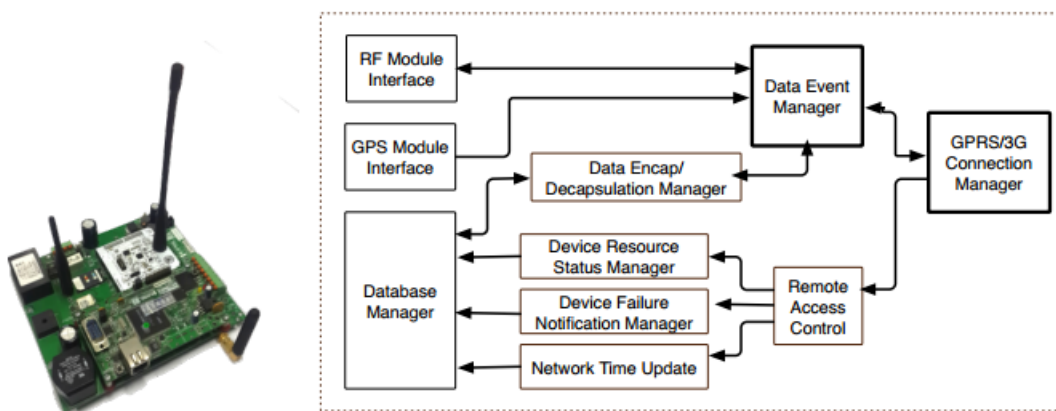 RF Module
Interface
GPS Module
Interface
Database
Manager
Data Encap/
Decapsulation Manager
Device Resource
Status Manager
Device Failure
Notification Manager
Network Time Update
Data Event
Manager
Remote
Access
Control
GPRS/3G
Connection
Manager